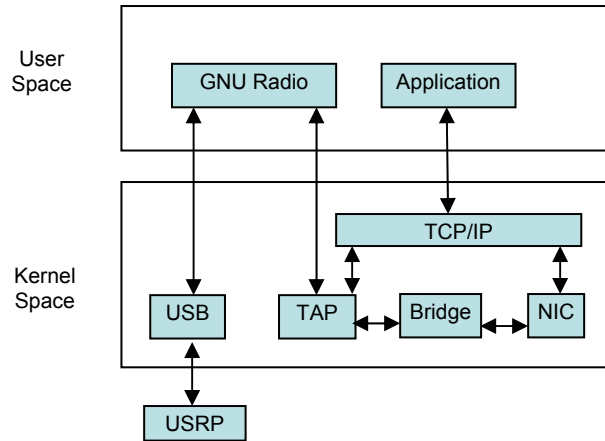 User
Space
GNU Radio
Application
TCP/IP
Kernel
Space
USB
TAP
Bridge
NIC
USRP